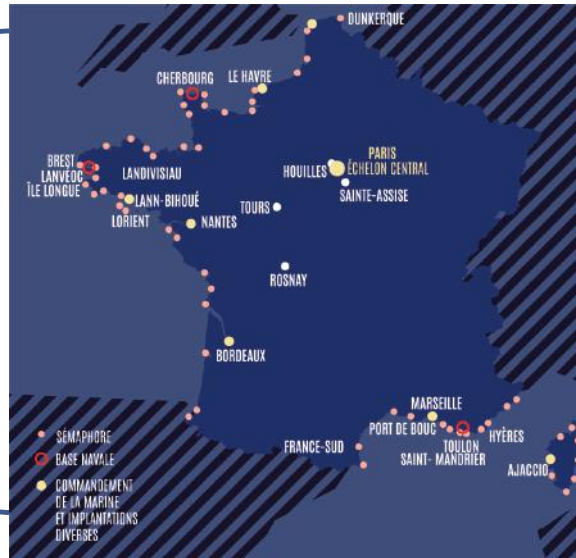 DUNKERQUE
CHERBOURG
LE HAVRE
BREST
LANVÉOC
ÎLE LONGUE
LANDIVISIAU
LANN-BIHOUÉ
LORIENT
NANTES
HOUILLES
PARIS
ÉCHELON CENTRAL
SAINTE-ASSISE
TOURS
ROSNAY
BORDEAUX
MARSEILLE
PORT DE BOUC
HYÈRES
TOULON
SAINT- MANDRIER
FRANCE-SUD
AJACCIO
SÉMAPHORE
BASE NAVALE
COMMANDEMENT
DE LA MARINE
ET IMPLANTATIONS
DIVERSES